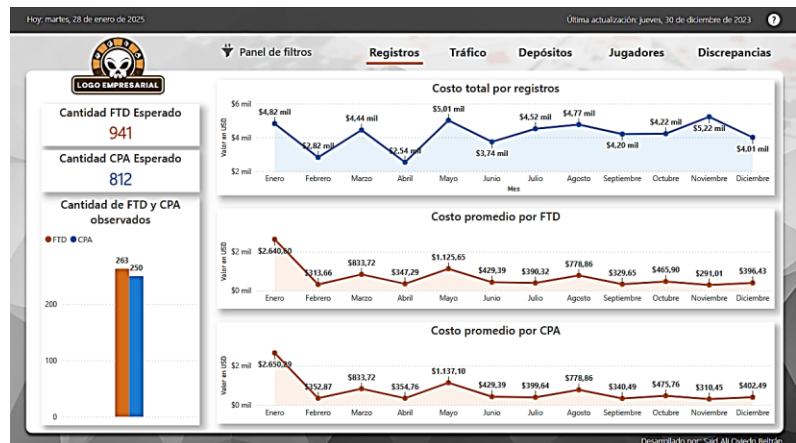 Hoy: martes, 28 de enero de 2025
Última actualización: jueves, 30 de diciembre de 2023
?
LOGO EMPRESARIAL
Panel de filtros
Registros
Tráfico
Depósitos
Jugadores
Discrepancias
Cantidad FTD Esperado
941
Cantidad CPA Esperado
812
Cantidad de FTD y CPA
observados
FTD CPA
263
250
200
100
0
Costo total por registros
Valor en USD
$6 mil
$4 mil
$2 mil
$4,82 mil
$2,82 mil
$4,44 mil
$2,54 mil
$5,01 mil
$3,74 mil
$4,52 mil
$4,77 mil
$4,20 mil
$4,22 mil
$5,22 mil
$4,01 mil
Enero Febrero Marzo Abril Mayo Junio Julio Agosto Septiembre Octubre Noviembre Diciembre
Mes
Costo promedio por FTD
Valor en USD
$2 mil
$0 mil
$2.640,60
$313,66
$833,72
$347,29
$1.125,65
$429,39
$390,32
$778,86
$329,65
$465,90
$291,01
$396,43
Enero Febrero Marzo Abril Mayo Junio Julio Agosto Septiembre Octubre Noviembre Diciembre
Costo promedio por CPA
Valor en USD
$2 mil
$0 mil
$352,87
$833,72
$354,76
$1.137,10
$429,39
$399,64
$778,86
$340,49
$475,76
$310,45
$402,49
Enero Febrero Marzo Abril Mayo Junio Julio Agosto Septiembre Octubre Noviembre Diciembre
Desarrollado por: Said Ali Oviedo Beltrán